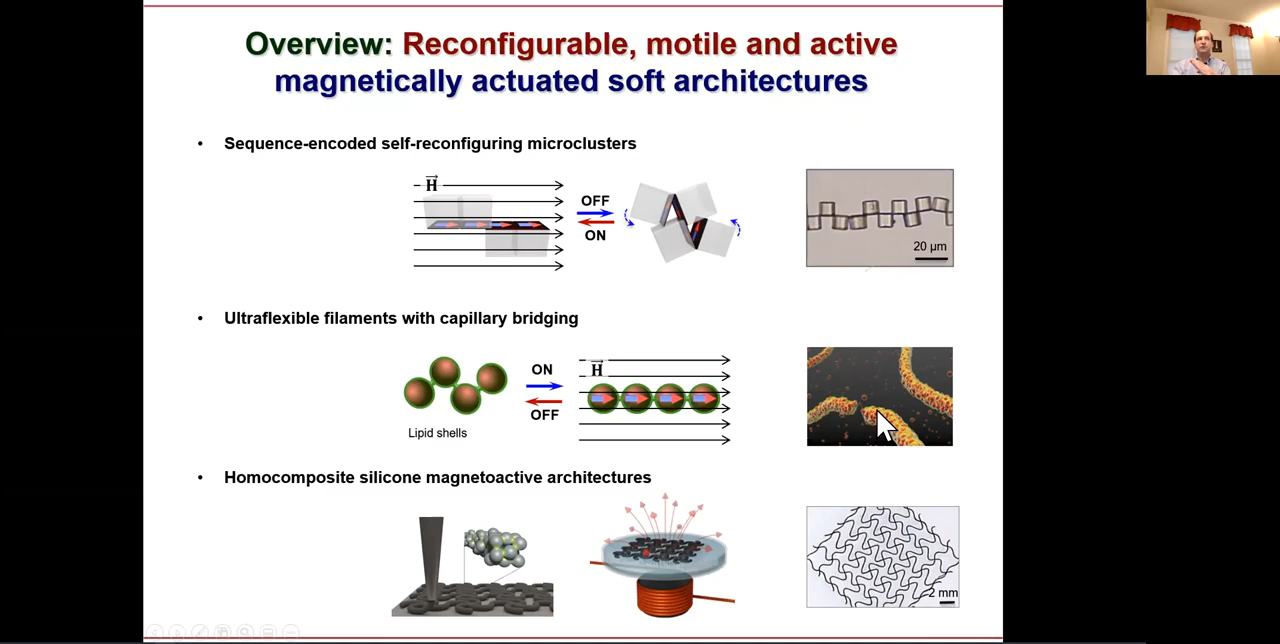 Overview: Reconfigurable, motile and active
magnetically actuated soft architectures
• Sequence-encoded self-reconfiguring microclusters
H
OFF
ON
20 µm
• Ultraflexible filaments with capillary bridging
ON
OFF
H
Lipid shells
• Homocomposite silicone magnetoactive architectures
2 mm